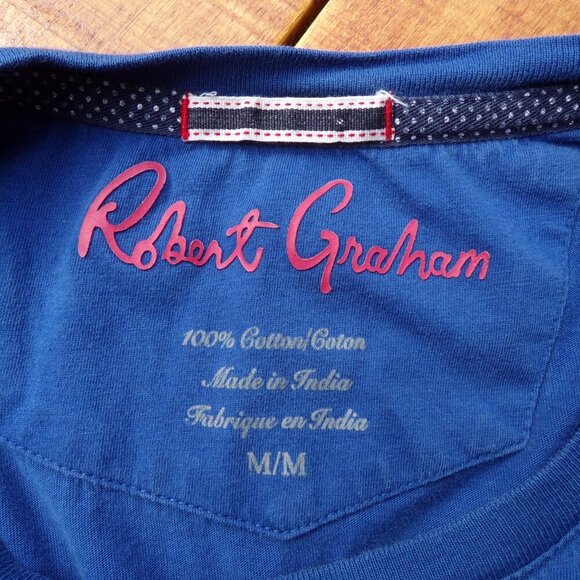 Robert Graham
100% Cotton/Coton
Made in India
Fabrique en India
M/M